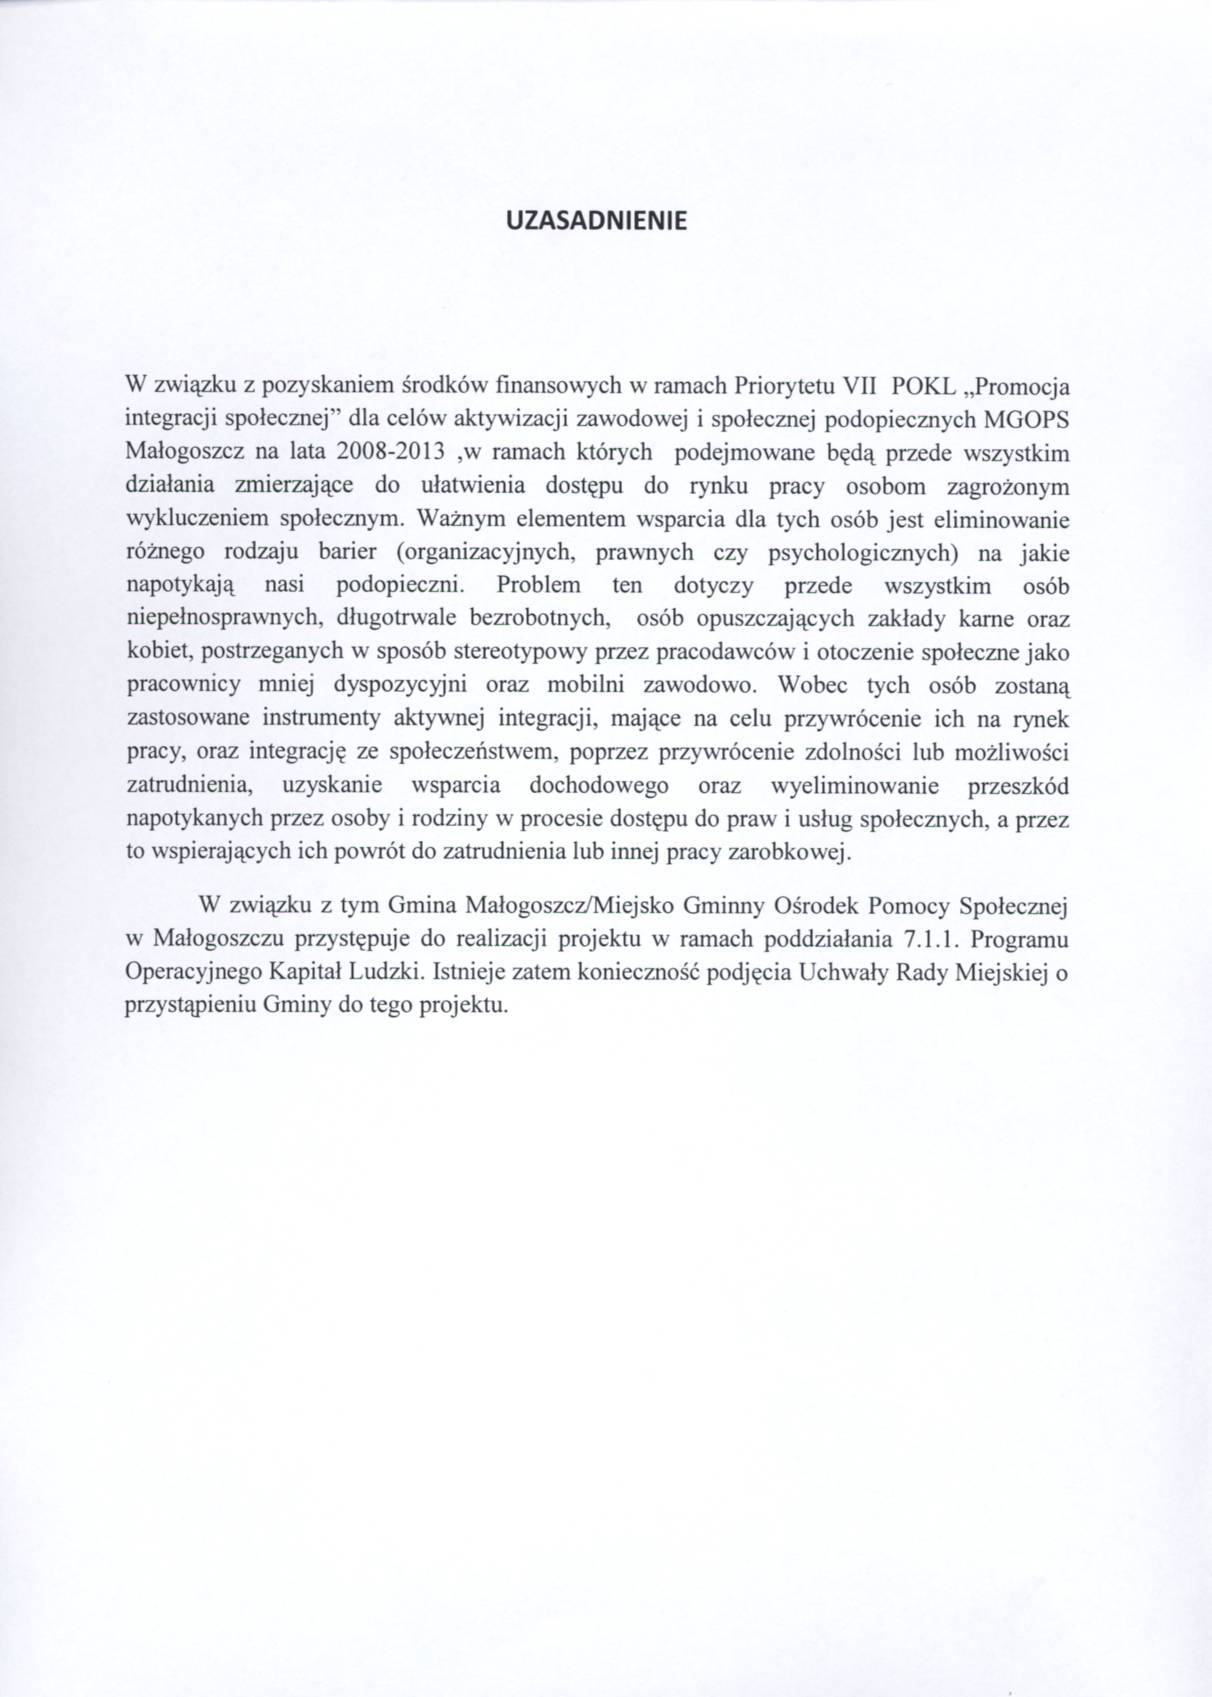 UZASADNIENIE
W związku z pozyskaniem środków finansowych w ramach Priorytetu VII POKL „Promocja
integracji społecznej” dla celów aktywizacji zawodowej i społecznej podopiecznych MGOPS
Małogoszcz na lata 2008-2013 ,w ramach których podejmowane będą przede wszystkim
działania zmierzające do ułatwienia dostępu do rynku pracy osobom zagrożonym
wykluczeniem społecznym. Ważnym elementem wsparcia dla tych osób jest eliminowanie
różnego rodzaju barier (organizacyjnych, prawnych czy psychologicznych) na jakie
napotykają nasi podopieczni. Problem ten dotyczy przede wszystkim osób
niepełnosprawnych, długotrwale bezrobotnych, osób opuszczających zakłady karne oraz
kobiet, postrzeganych w sposób stereotypowy przez pracodawców i otoczenie społeczne jako
pracownicy mniej dyspozycyjni oraz mobilni zawodowo. Wobec tych osób zostaną
zastosowane instrumenty aktywnej integracji, mające na celu przywrócenie ich na rynek
pracy, oraz integrację ze społeczeństwem, poprzez przywrócenie zdolności lub możliwości
zatrudnienia, uzyskanie wsparcia dochodowego oraz wyeliminowanie przeszkód
napotykanych przez osoby i rodziny w procesie dostępu do praw i usług społecznych, a przez
to wspierających ich powrót do zatrudnienia lub innej pracy zarobkowej.
W związku z tym Gmina Małogoszcz/Miejsko Gminny Ośrodek Pomocy Społecznej
w Małogoszczu przystępuje do realizacji projektu w ramach poddziałania 7.1.1. Programu
Operacyjnego Kapitał Ludzki. Istnieje zatem konieczność podjęcia Uchwały Rady Miejskiej o
przystąpieniu Gminy do tego projektu.